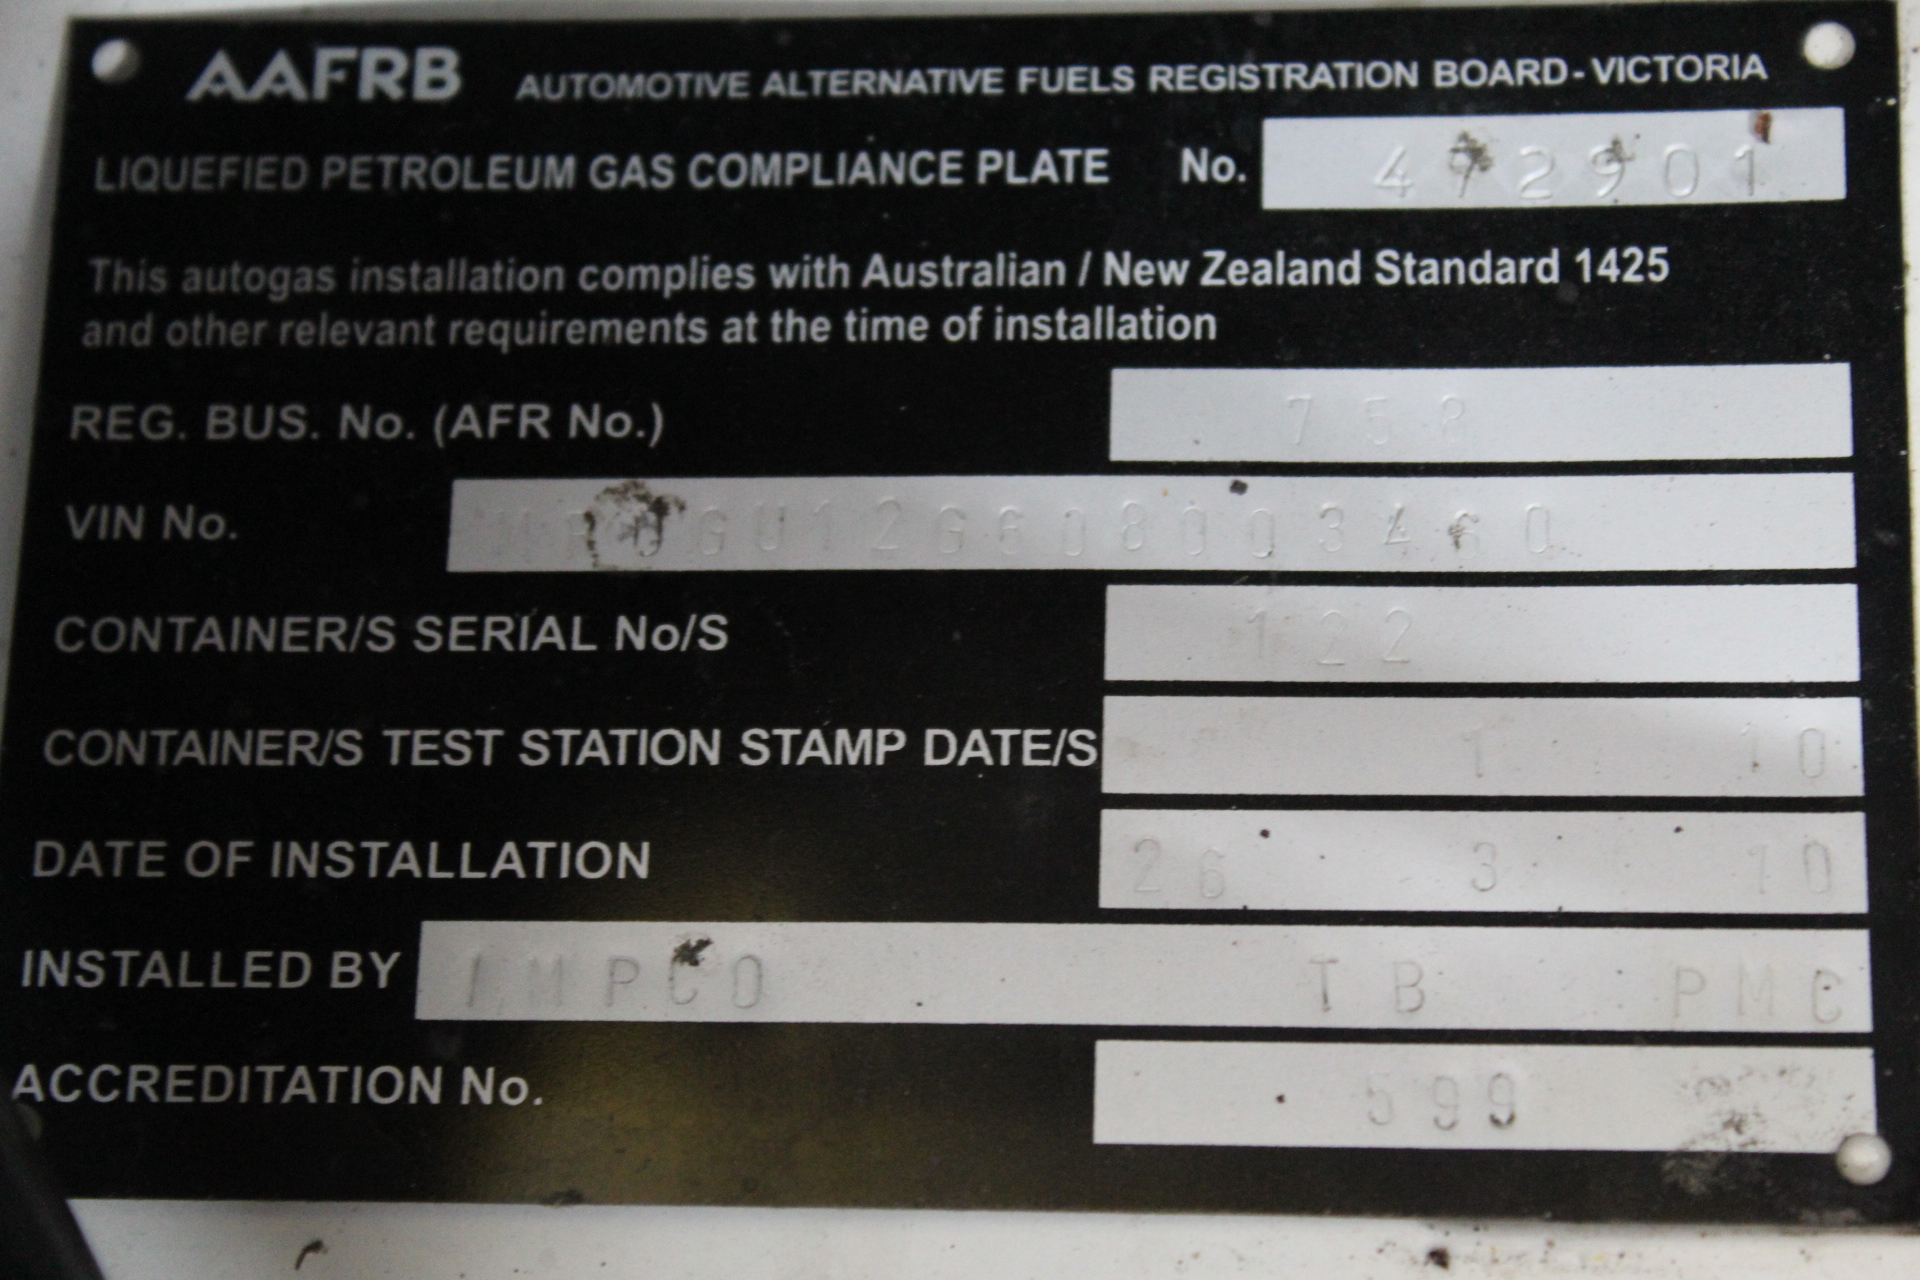 AAFRB AUTOMOTIVE ALTERNATIVE FUELS REGISTRATION BOARD-VICTORIA
LIQUEFIED PETROLEUM GAS COMPLIANCE PLATE No. 472901
This autogas installation complies with Australian / New Zealand Standard 1425
and other relevant requirements at the time of installation
REG. BUS. No. (AFR No.) 758
VIN No.
CONTAINER/S SERIAL No/S 122
CONTAINER/S TEST STATION STAMP DATE/S 1 10
DATE OF INSTALLATION 26 3 10
INSTALLED BY IMPCO TB PMC
ACCREDITATION No. 599